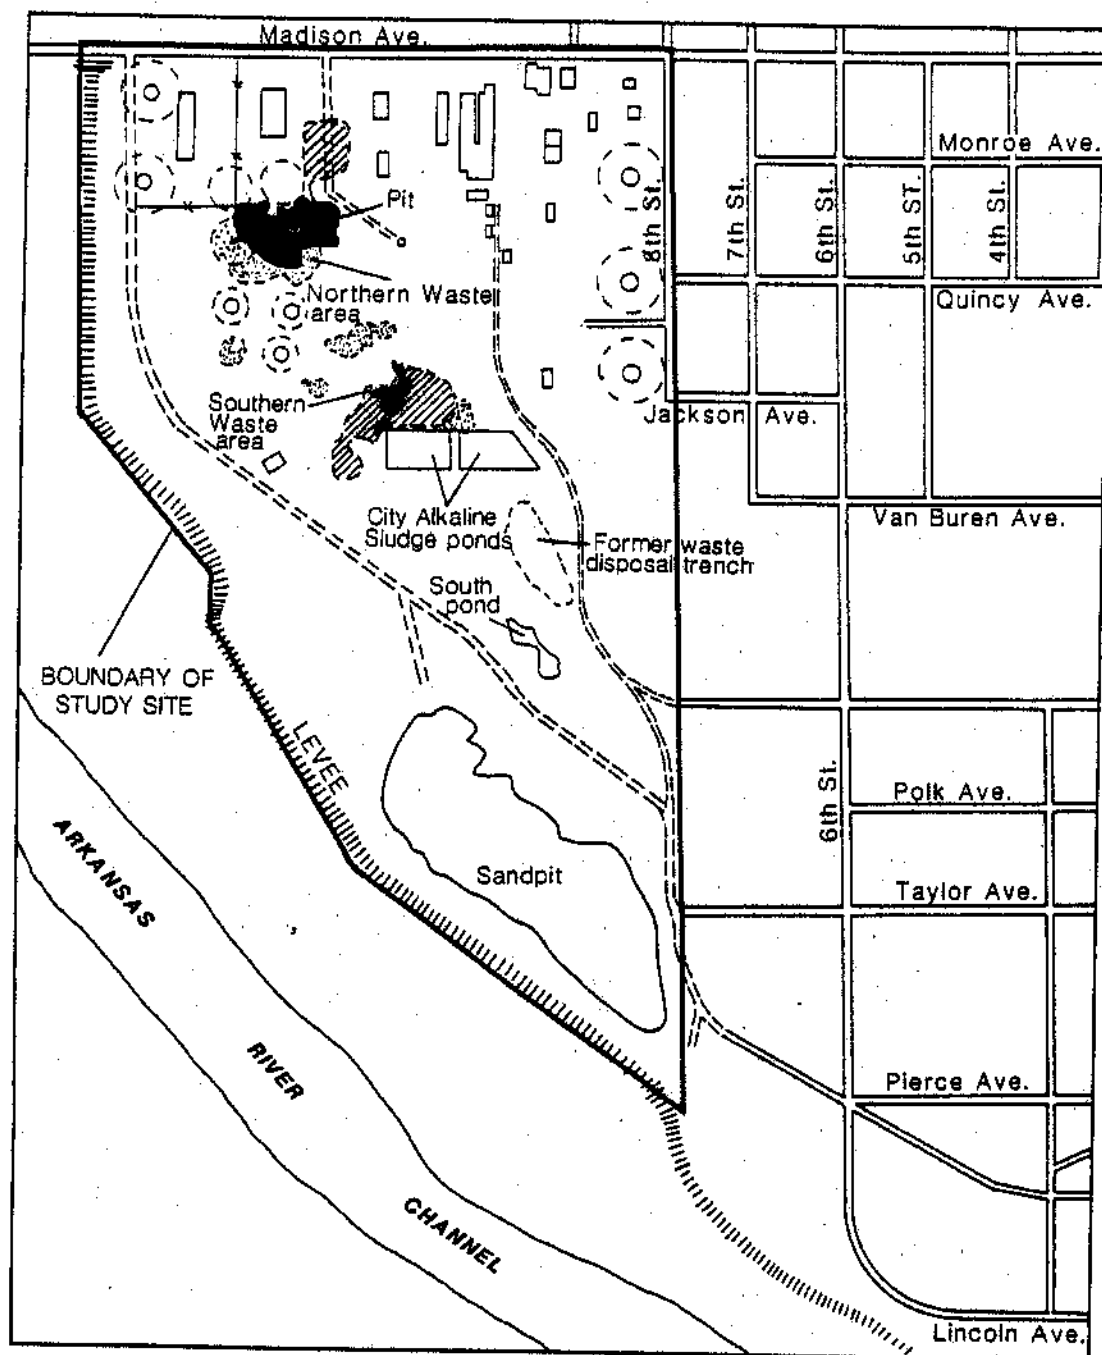 Madison Ave.
Monroe Ave.
8th St.
7th St.
6th St.
5th ST.
4th St.
Pit
Northern Waste
area
Quincy Ave.
Southern
Waste
area
Jackson Ave.
City Alkaline
Sludge ponds
Van Buren Ave.
Former waste
disposal trench
South
pond
BOUNDARY OF
STUDY SITE
LEVEE
6th St.
Polk Ave.
ARKANSAS
Sandpit
Taylor Ave.
RIVER
Pierce Ave.
CHANNEL
Lincoln Ave.